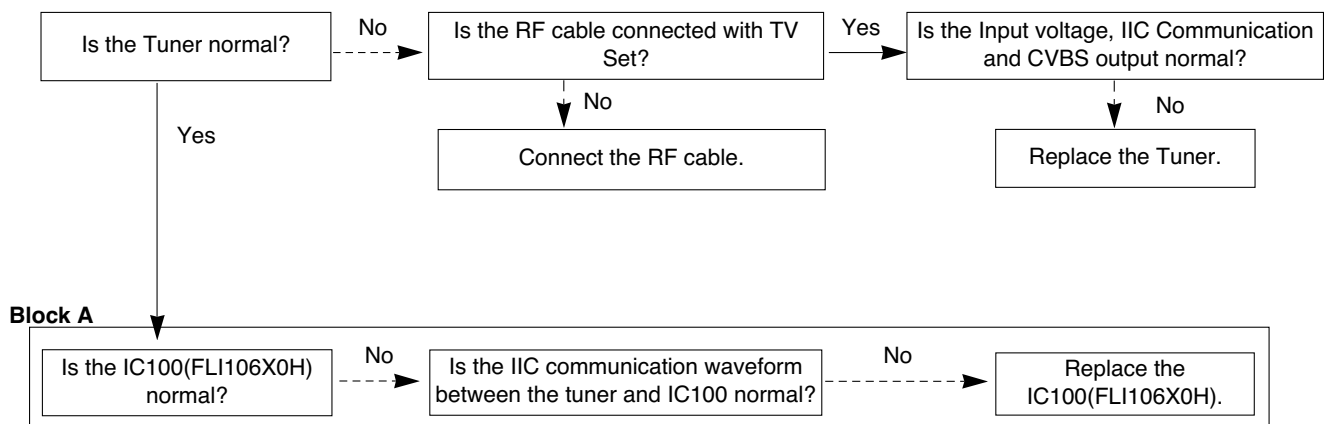 Is the Tuner normal?
No
Is the RF cable connected with TV
Set?
Yes
Is the Input voltage, IIC Communication
and CVBS output normal?
Yes
No
Connect the RF cable.
No
Replace the Tuner.
Block A
Is the IC100(FLI106X0H)
normal?
No
Is the IIC communication waveform
between the tuner and IC100 normal?
No
Replace the
IC100(FLI106X0H).